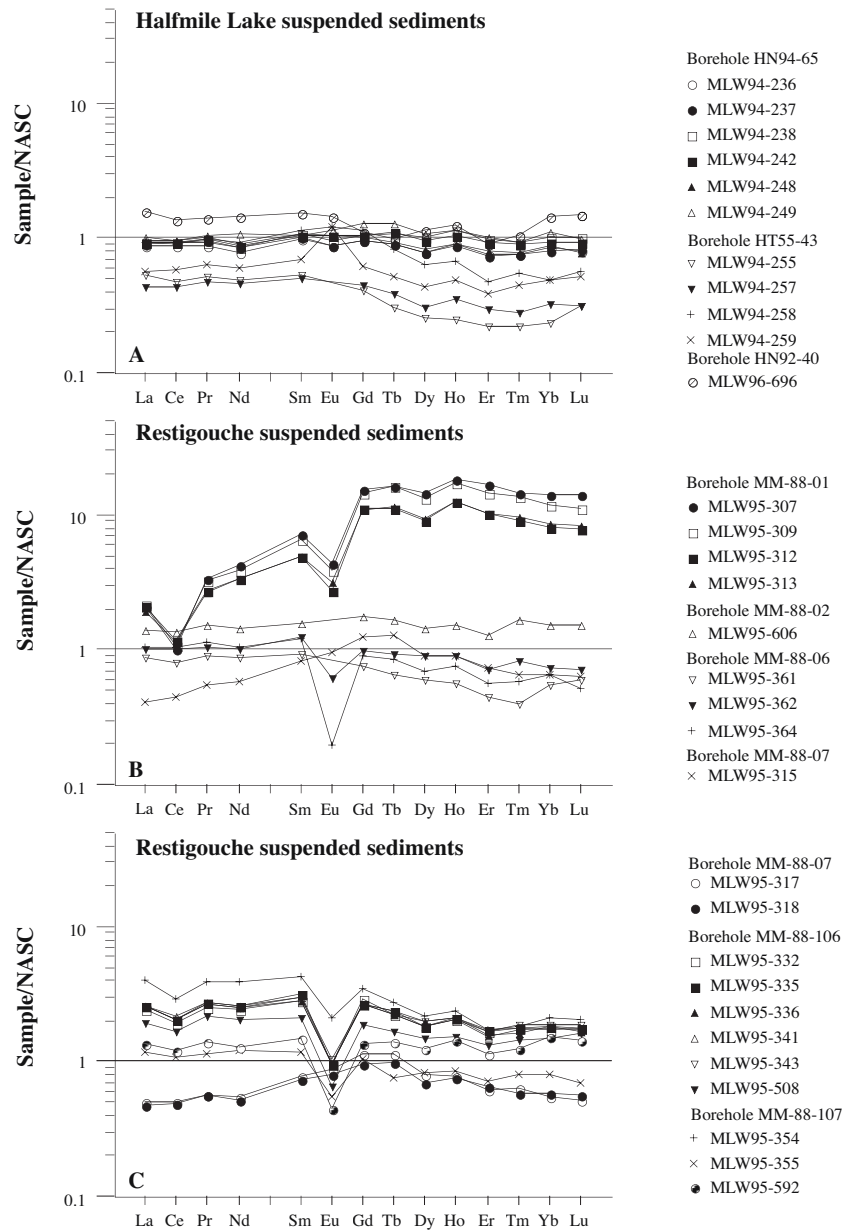 Halfmile Lake suspended sediments
Sample/NASC
10
1
0.1
A
La Ce Pr Nd Sm Eu Gd Tb Dy Ho Er Tm Yb Lu
Borehole HN94-65
MLW94-236
MLW94-237
MLW94-238
MLW94-242
MLW94-248
MLW94-249
Borehole HT55-43
MLW94-255
MLW94-257
MLW94-258
MLW94-259
Borehole HN92-40
MLW96-696
Restigouche suspended sediments
Sample/NASC
10
1
0.1
B
La Ce Pr Nd Sm Eu Gd Tb Dy Ho Er Tm Yb Lu
Borehole MM-88-01
MLW95-307
MLW95-309
MLW95-312
MLW95-313
Borehole MM-88-02
MLW95-606
Borehole MM-88-06
MLW95-361
MLW95-362
MLW95-364
Borehole MM-88-07
MLW95-315
Restigouche suspended sediments
Sample/NASC
10
1
0.1
C
La Ce Pr Nd Sm Eu Gd Tb Dy Ho Er Tm Yb Lu
Borehole MM-88-07
MLW95-317
MLW95-318
Borehole MM-88-106
MLW95-332
MLW95-335
MLW95-336
MLW95-341
MLW95-343
MLW95-508
Borehole MM-88-107
MLW95-354
MLW95-355
MLW95-592